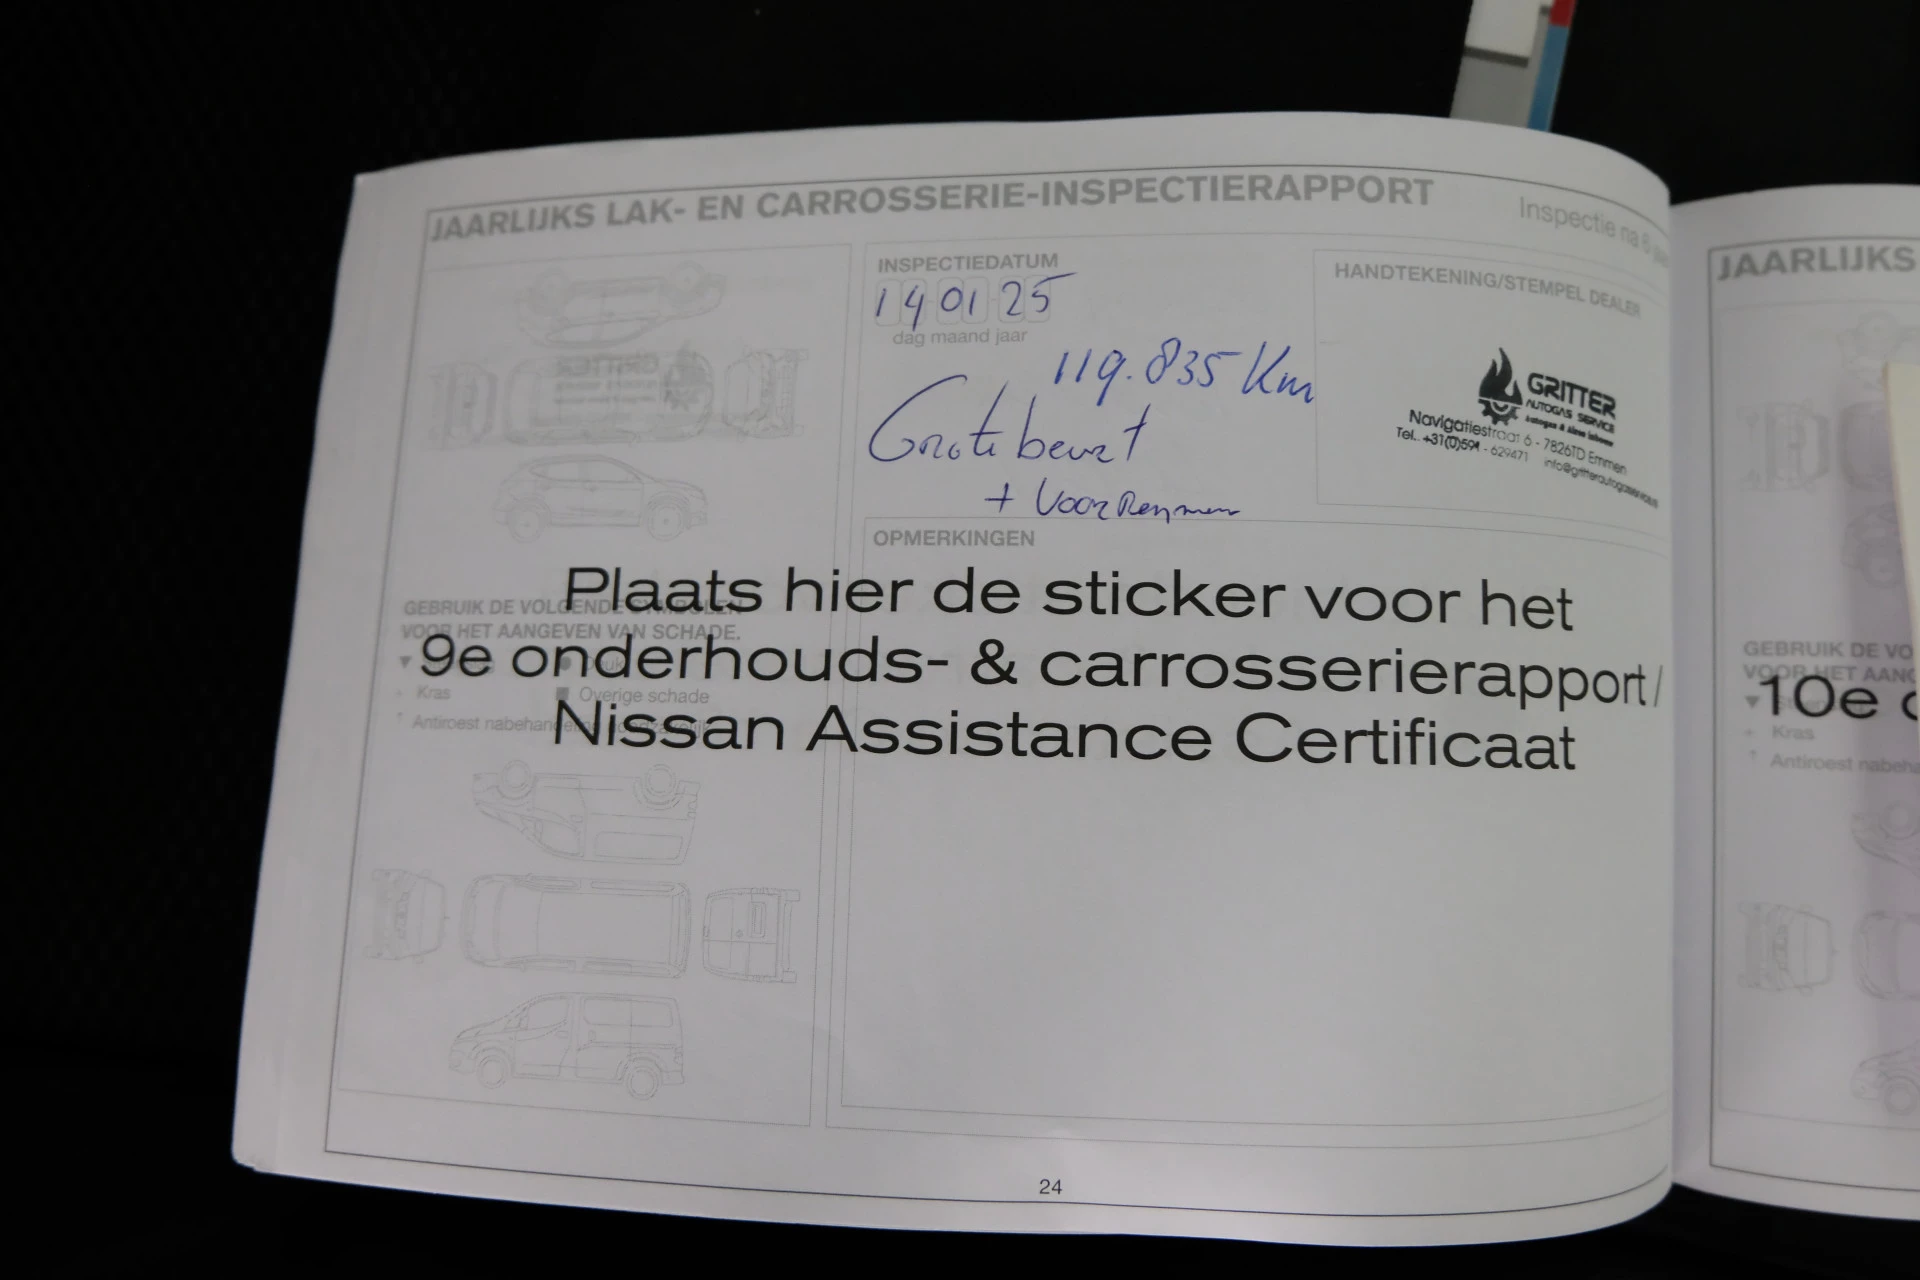 JAARLIJKS LAK- EN CARROSSERIE-INSPECTIERAPPORT
Inspectie na
INSPECTIEDATUM
14 01 25
dag maand jaar
119.835 Km
Grote beurt
+ Voorremmen
HANDTEKENING/STEMPEL DEALER
GRITTER
AUTOGAS SERVICE
Navigatiestraat 6 - 7826TD Emmen
Tel.. +31(0)591 - 629471
OPMERKINGEN
GEBRUIK DE VOLGENDE SYMBOLEN
VOOR HET AANGEVEN VAN SCHADE.
Kras
Overige schade
Antiroest
Plaats hier de sticker voor het
9e onderhouds- & carrosserierapport/
Nissan Assistance Certificaat
24
JAARLIJKS
GEBRUIK DE VO
VOOR HET AANG
10e
Kras
Antiroest nabeha